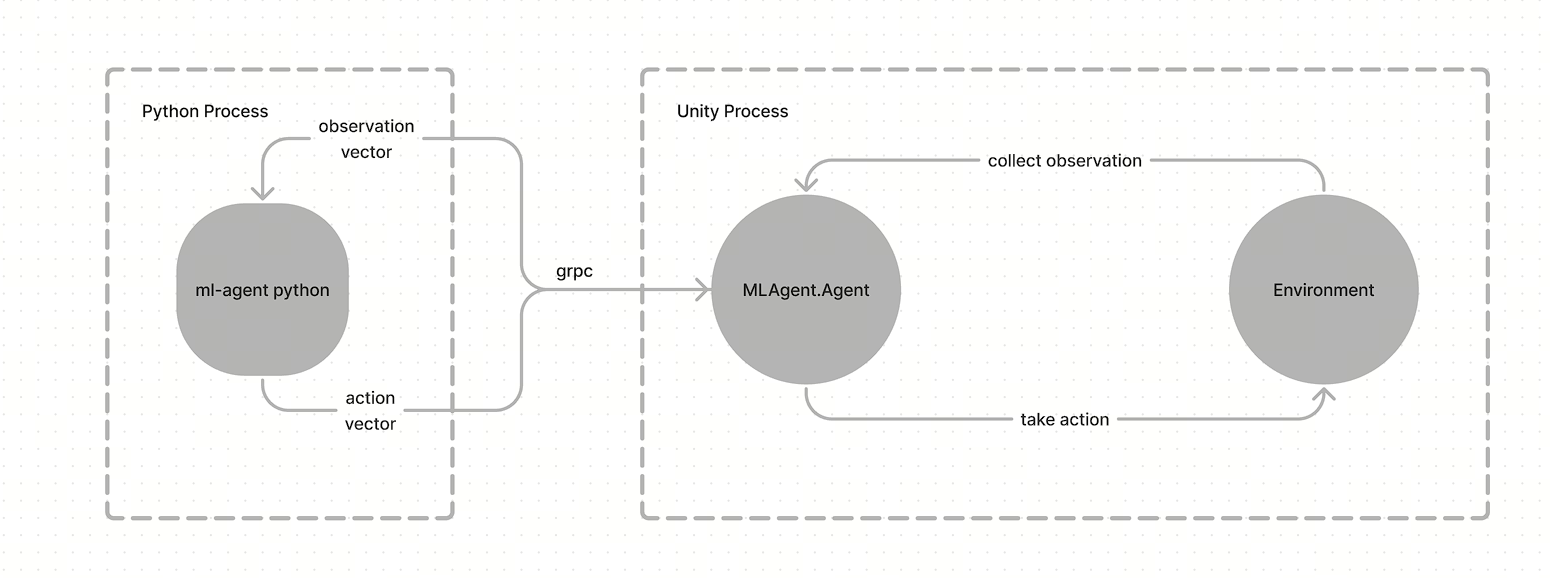 Python Process
observation
vector
ml-agent python
action
vector
grpc
Unity Process
collect observation
MLAgent.Agent
Environment
take action